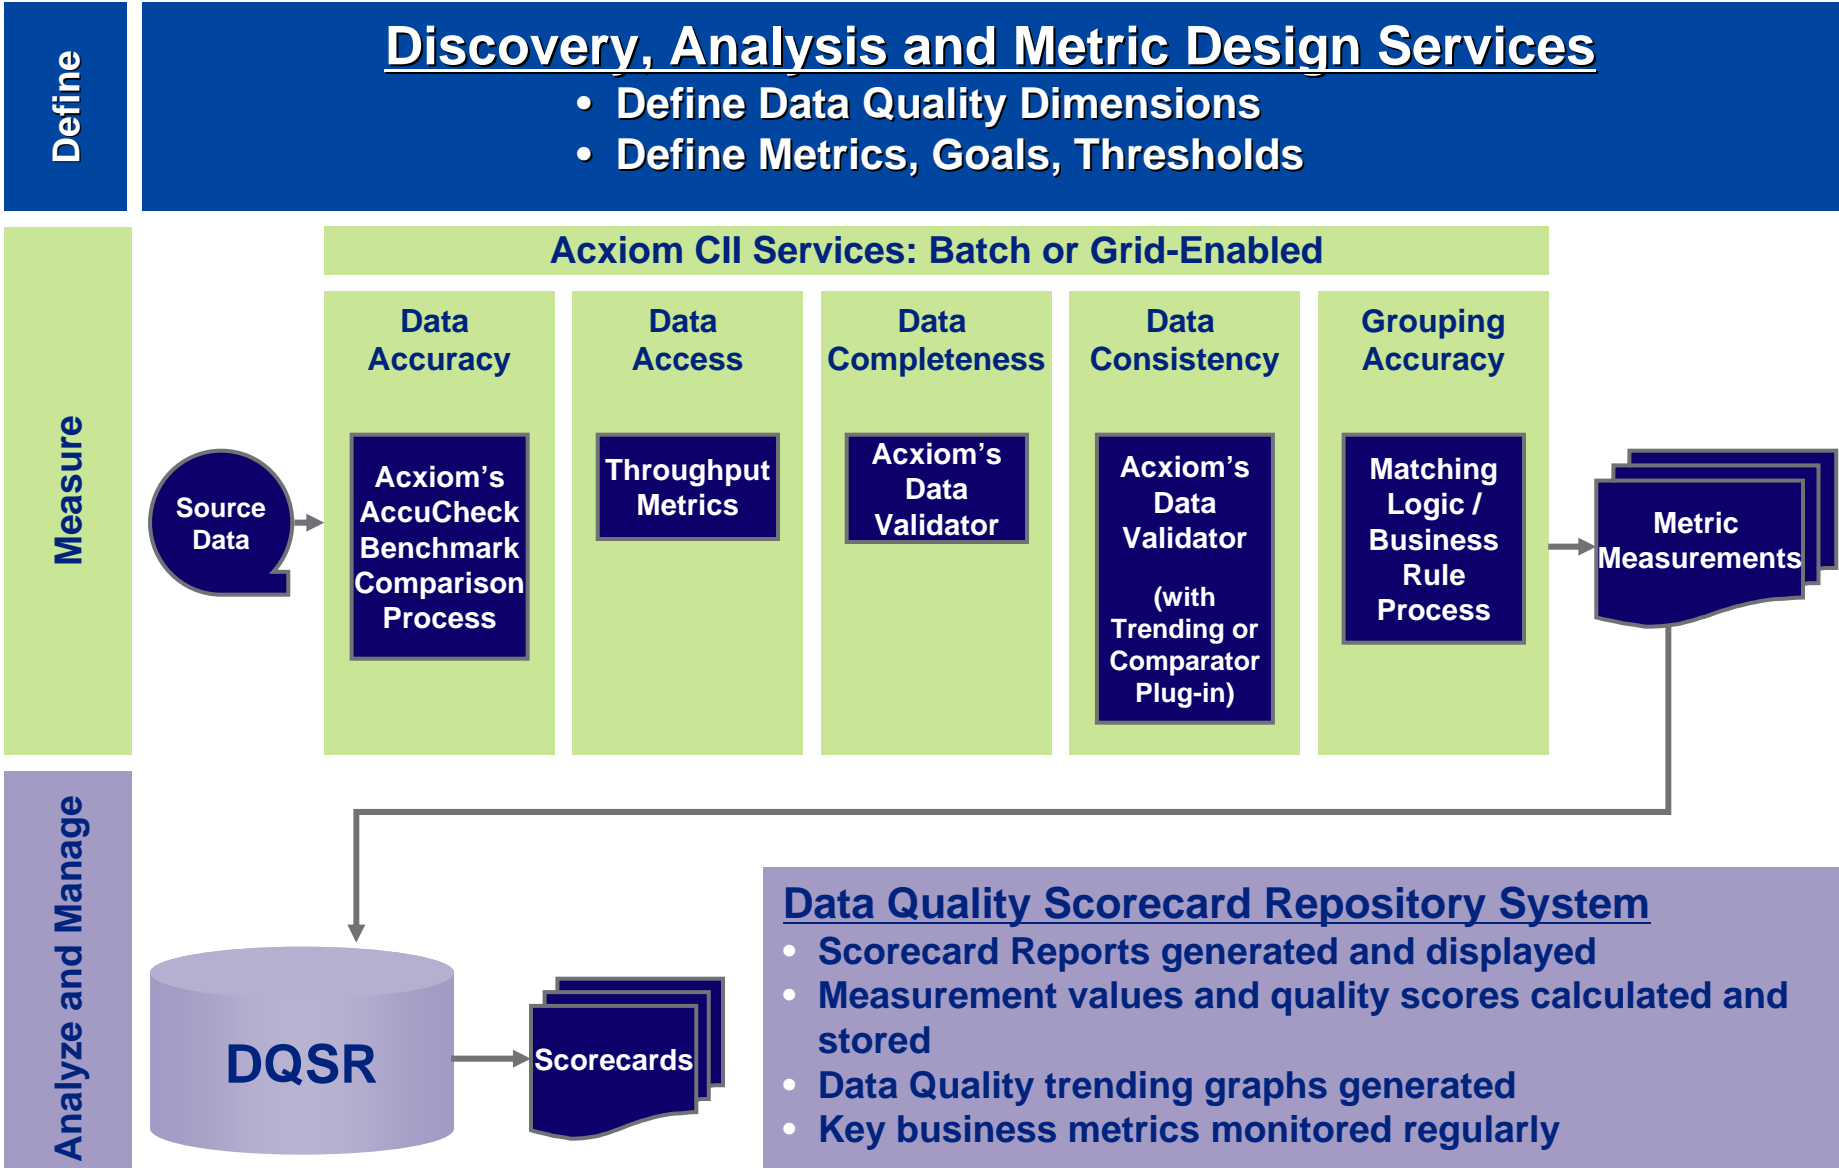 Define
Discovery, Analysis and Metric Design Services
• Define Data Quality Dimensions
• Define Metrics, Goals, Thresholds
Measure
Acxiom CII Services: Batch or Grid-Enabled
Source
Data
Data
Accuracy
Acxiom’s
AccuCheck
Benchmark
Comparison
Process
Data
Access
Throughput
Metrics
Data
Completeness
Acxiom’s
Data
Validator
Data
Consistency
Acxiom’s
Data
Validator
(with
Trending or
Comparator
Plug-in)
Grouping
Accuracy
Matching
Logic /
Business
Rule
Process
Metric
Measurements
Analyze and Manage
DQSR
Scorecards
Data Quality Scorecard Repository System
• Scorecard Reports generated and displayed
• Measurement values and quality scores calculated and
stored
• Data Quality trending graphs generated
• Key business metrics monitored regularly